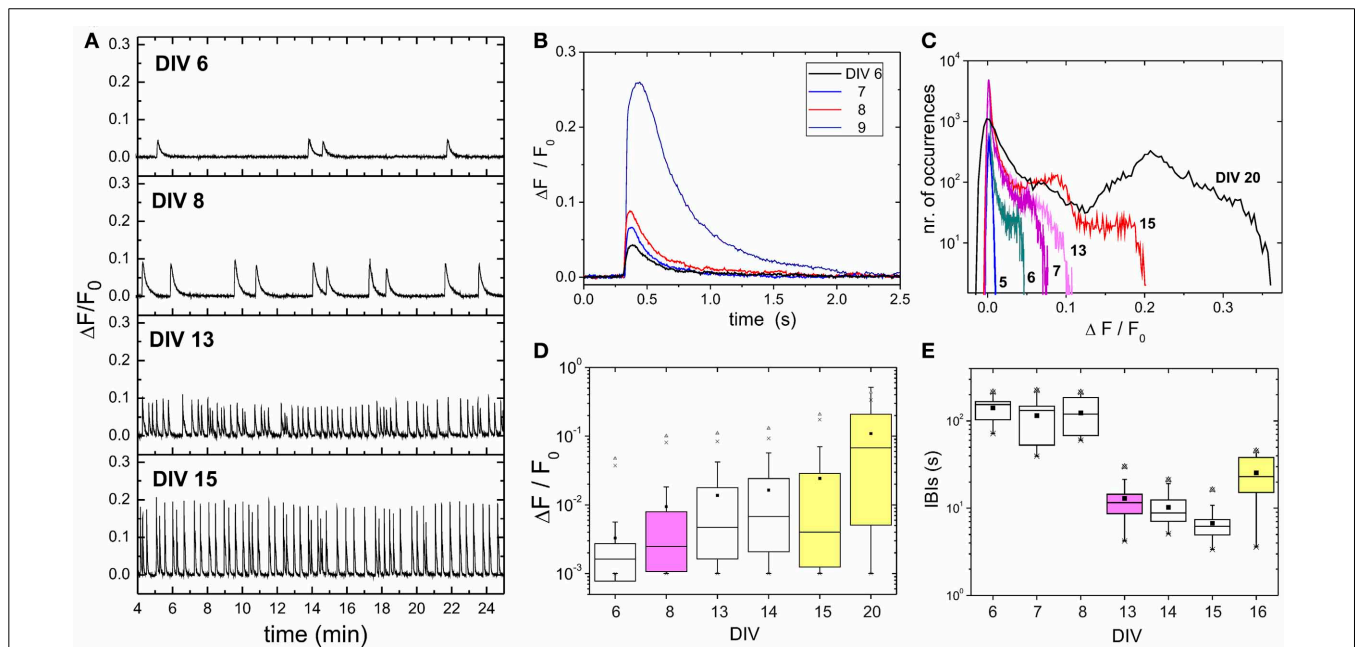 A
0.3
0.2
0.1
0.0
DIV 6
0.3
0.2
0.1
0.0
DIV 8
0.3
0.2
0.1
0.0
DIV 13
0.3
0.2
0.1
0.0
DIV 15
ΔF/F0
4 6 8 10 12 14 16 18 20 22 24
time (min)
B
0.3
0.2
0.1
0.0
ΔF / F0
DIV 6
7
8
9
0.0 0.5 1.0 1.5 2.0 2.5
time (s)
C
10^4
10^3
10^2
10^1
nr. of occurrences
DIV 20
15
13
7
6
5
0.0 0.1 0.2 0.3
Δ F / F0
D
10^0
10^-1
10^-2
10^-3
ΔF / F0
6 8 13 14 15 20
DIV
E
10^2
10^1
10^0
IBIs (s)
6 7 8 13 14 15 16
DIV